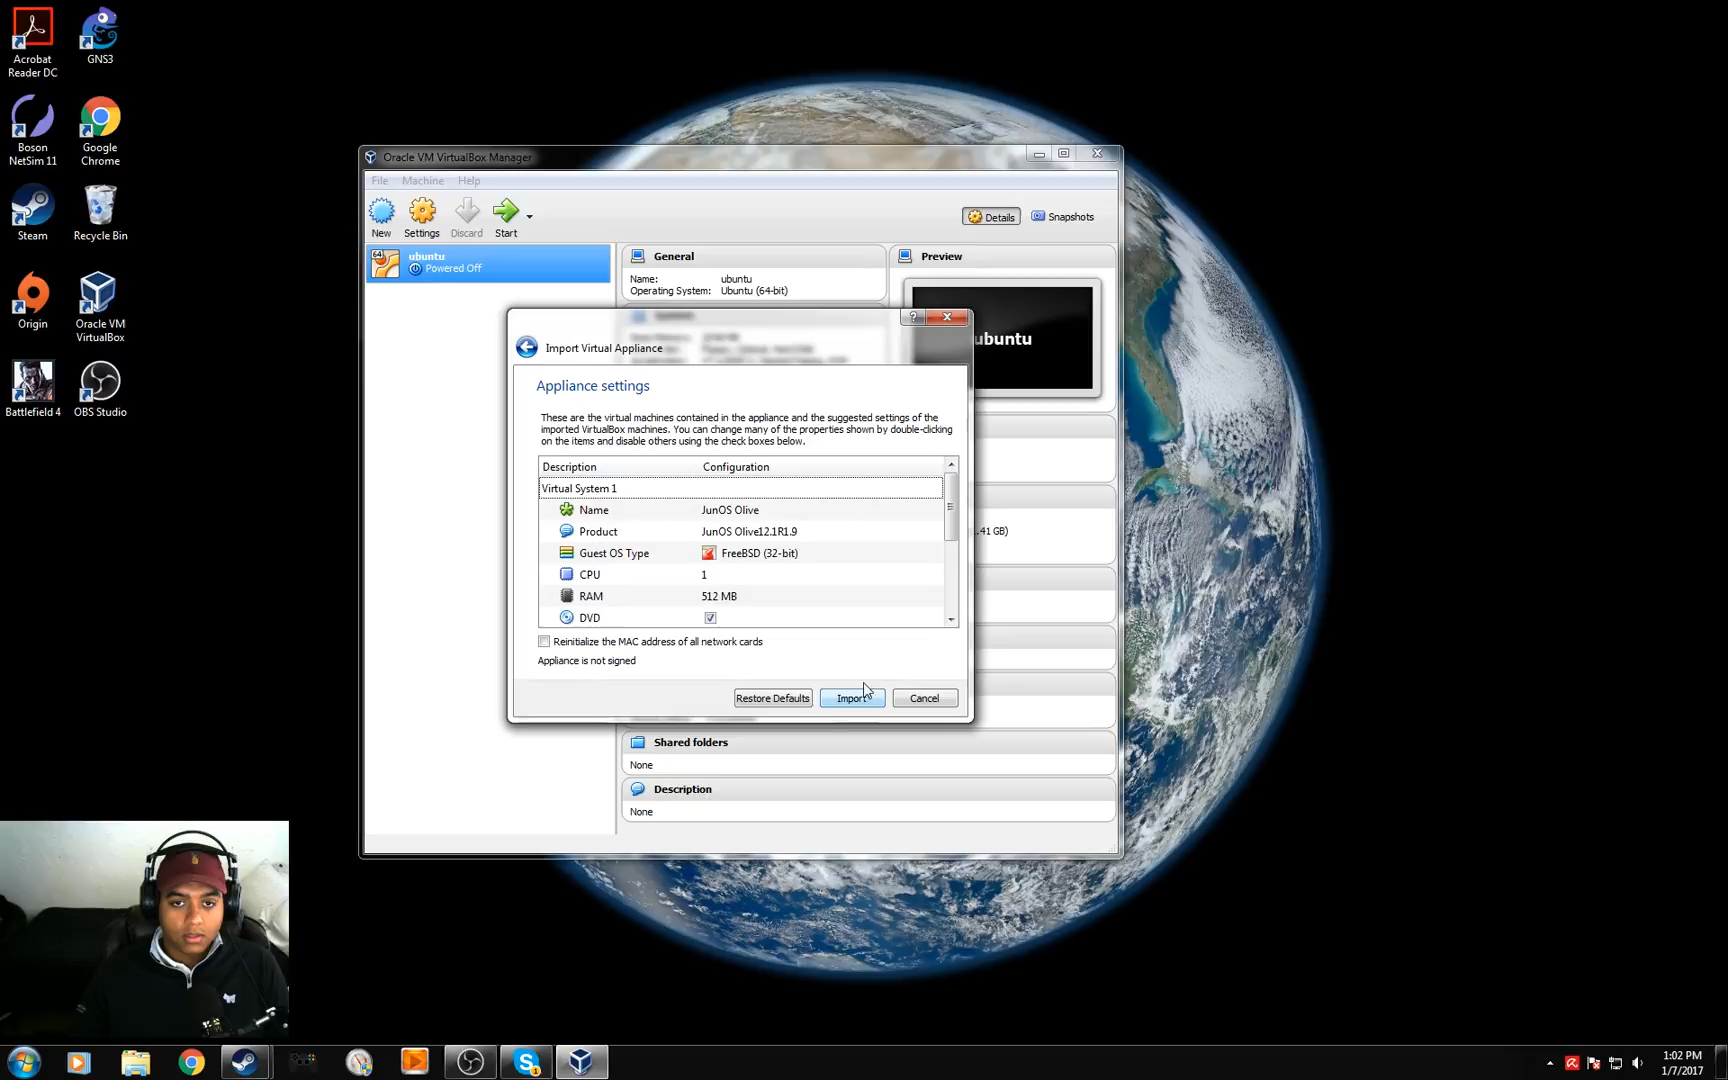 Acrobat
Reader DC
GNS3
Boson
NetSim 11
Google
Chrome
Steam
Recycle Bin
Origin
Oracle VM
VirtualBox
Battlefield 4
OBS Studio
Oracle VM VirtualBox Manager
File Machine Help
New Settings Discard Start
Details Snapshots
64
ubuntu
Powered Off
General
Name: ubuntu
Operating System: Ubuntu (64-bit)
Preview
ubuntu
Import Virtual Appliance
Appliance settings
These are the virtual machines contained in the appliance and the suggested settings of the
imported VirtualBox machines. You can change many of the properties shown by double-clicking
on the items and disable others using the check boxes below.
Description Configuration
Virtual System 1
Name JunOS Olive
Product JunOS Olive12.1R1.9
Guest OS Type FreeBSD (32-bit)
CPU 1
RAM 512 MB
DVD
.41 GB)
Reinitialize the MAC address of all network cards
Appliance is not signed
Restore Defaults Import Cancel
Shared folders
None
Description
None
1:02 PM
1/7/2017